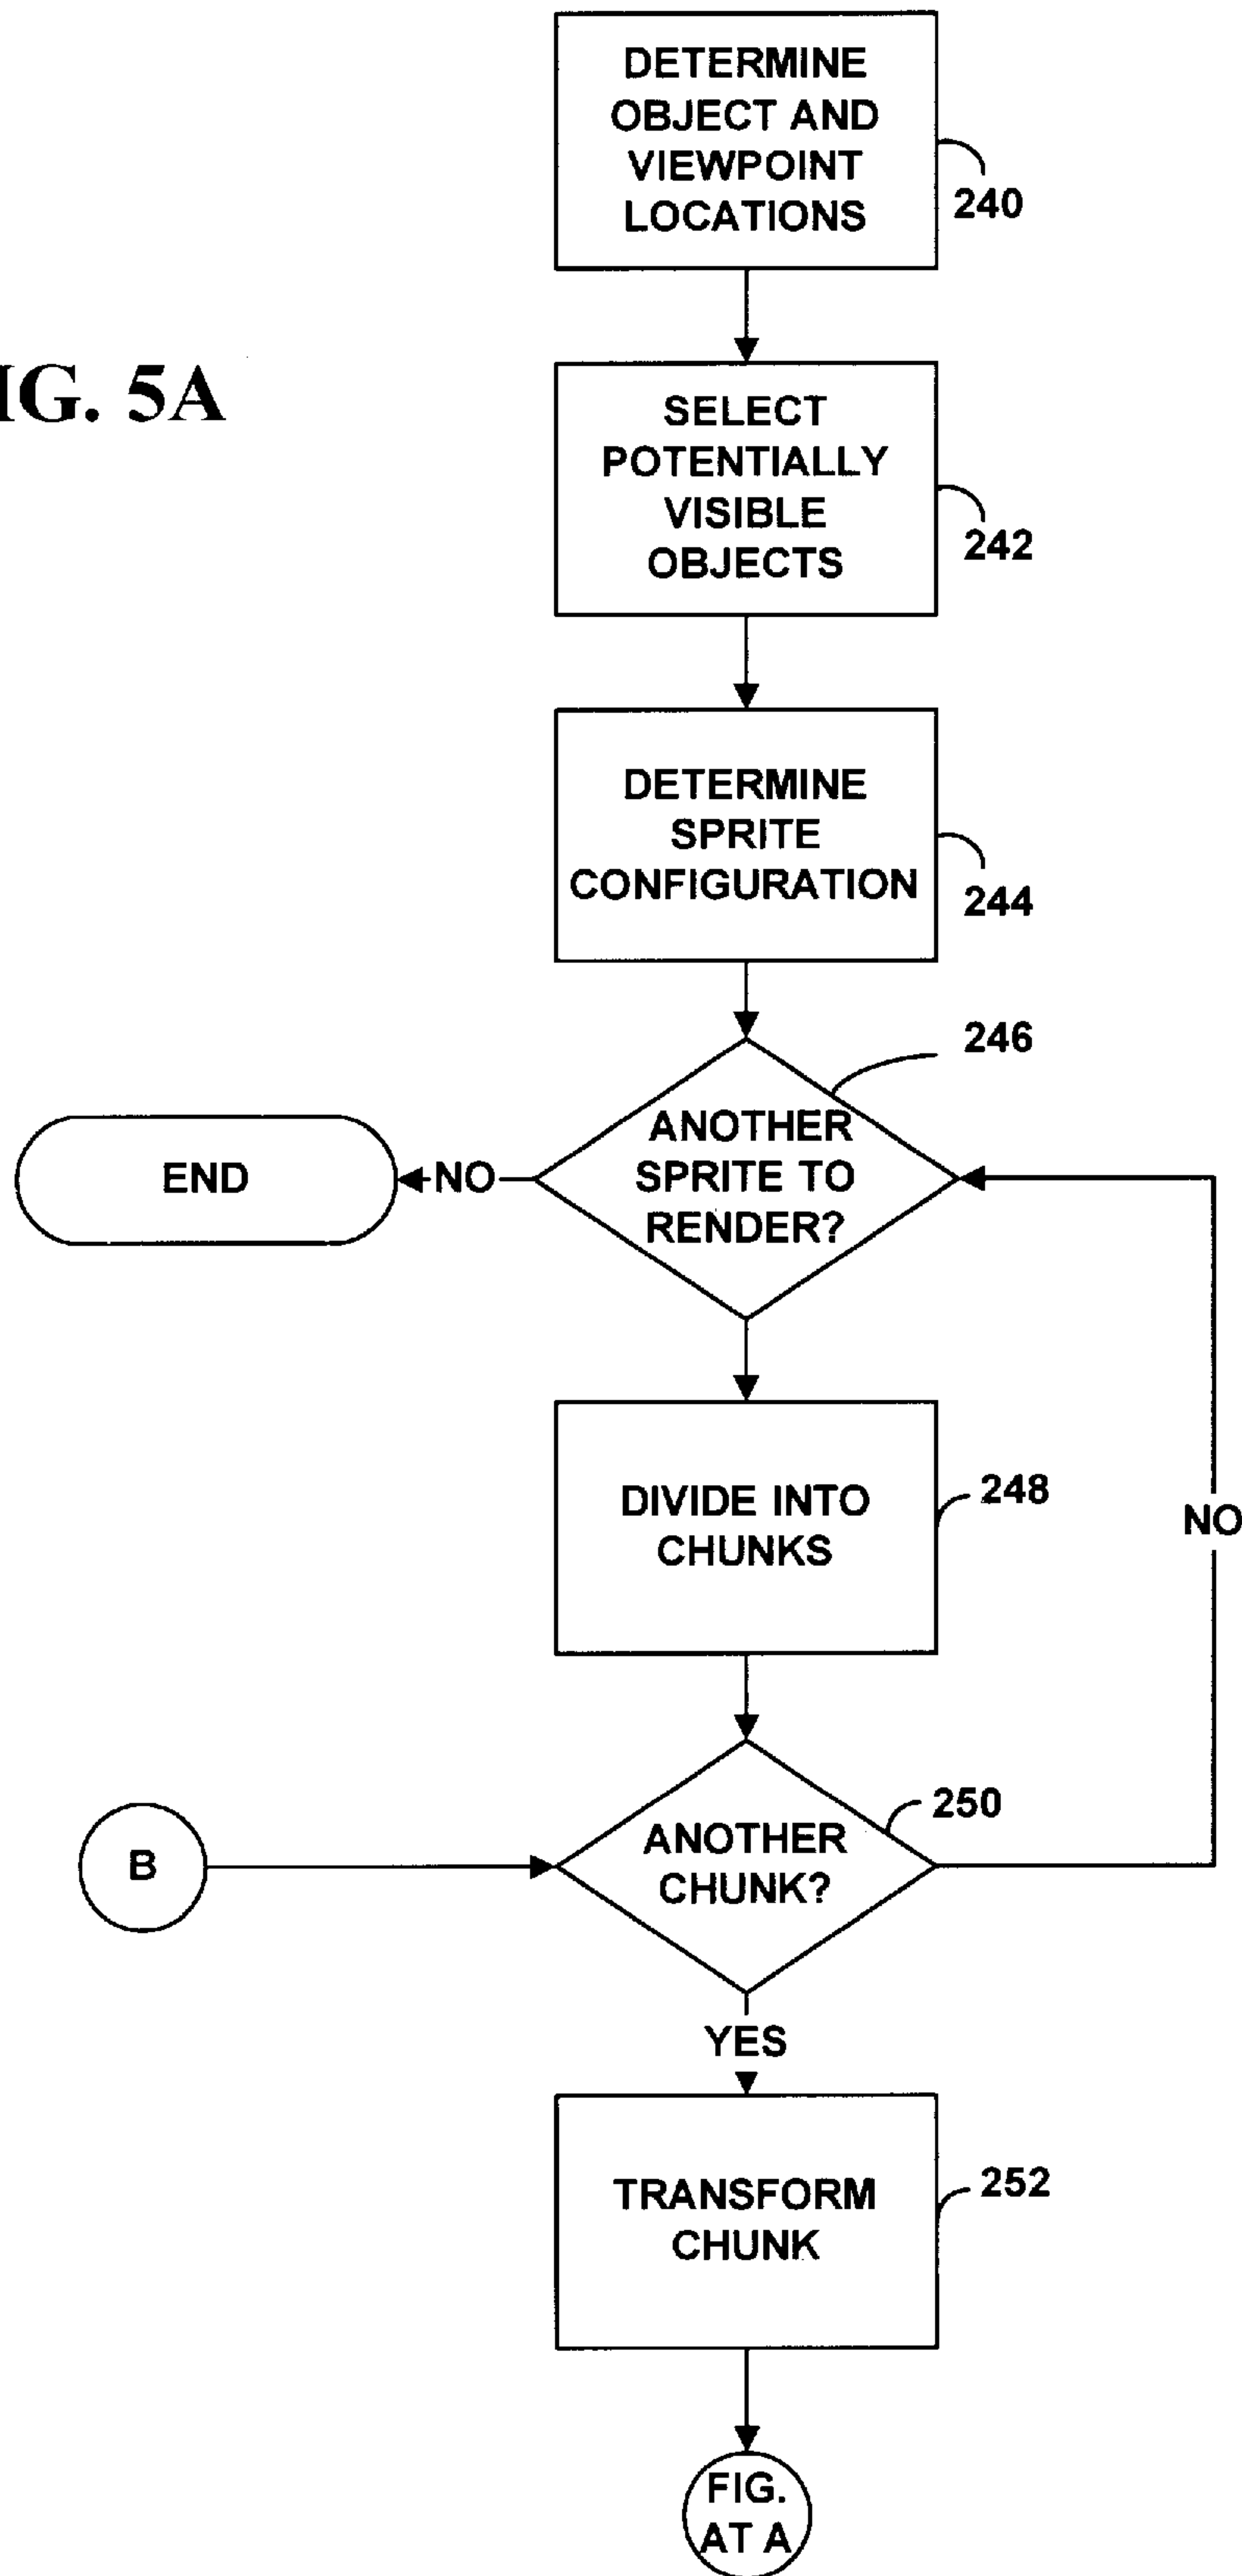 DETERMINE
OBJECT AND
VIEWPOINT
LOCATIONS
240
IG. 5A
SELECT
POTENTIALLY
VISIBLE
OBJECTS
242
DETERMINE
SPRITE
CONFIGURATION
244
246
ANOTHER
SPRITE TO
RENDER?
NO
END
DIVIDE INTO
CHUNKS
248
NO
250
ANOTHER
CHUNK?
B
YES
TRANSFORM
CHUNK
252
FIG.
AT A